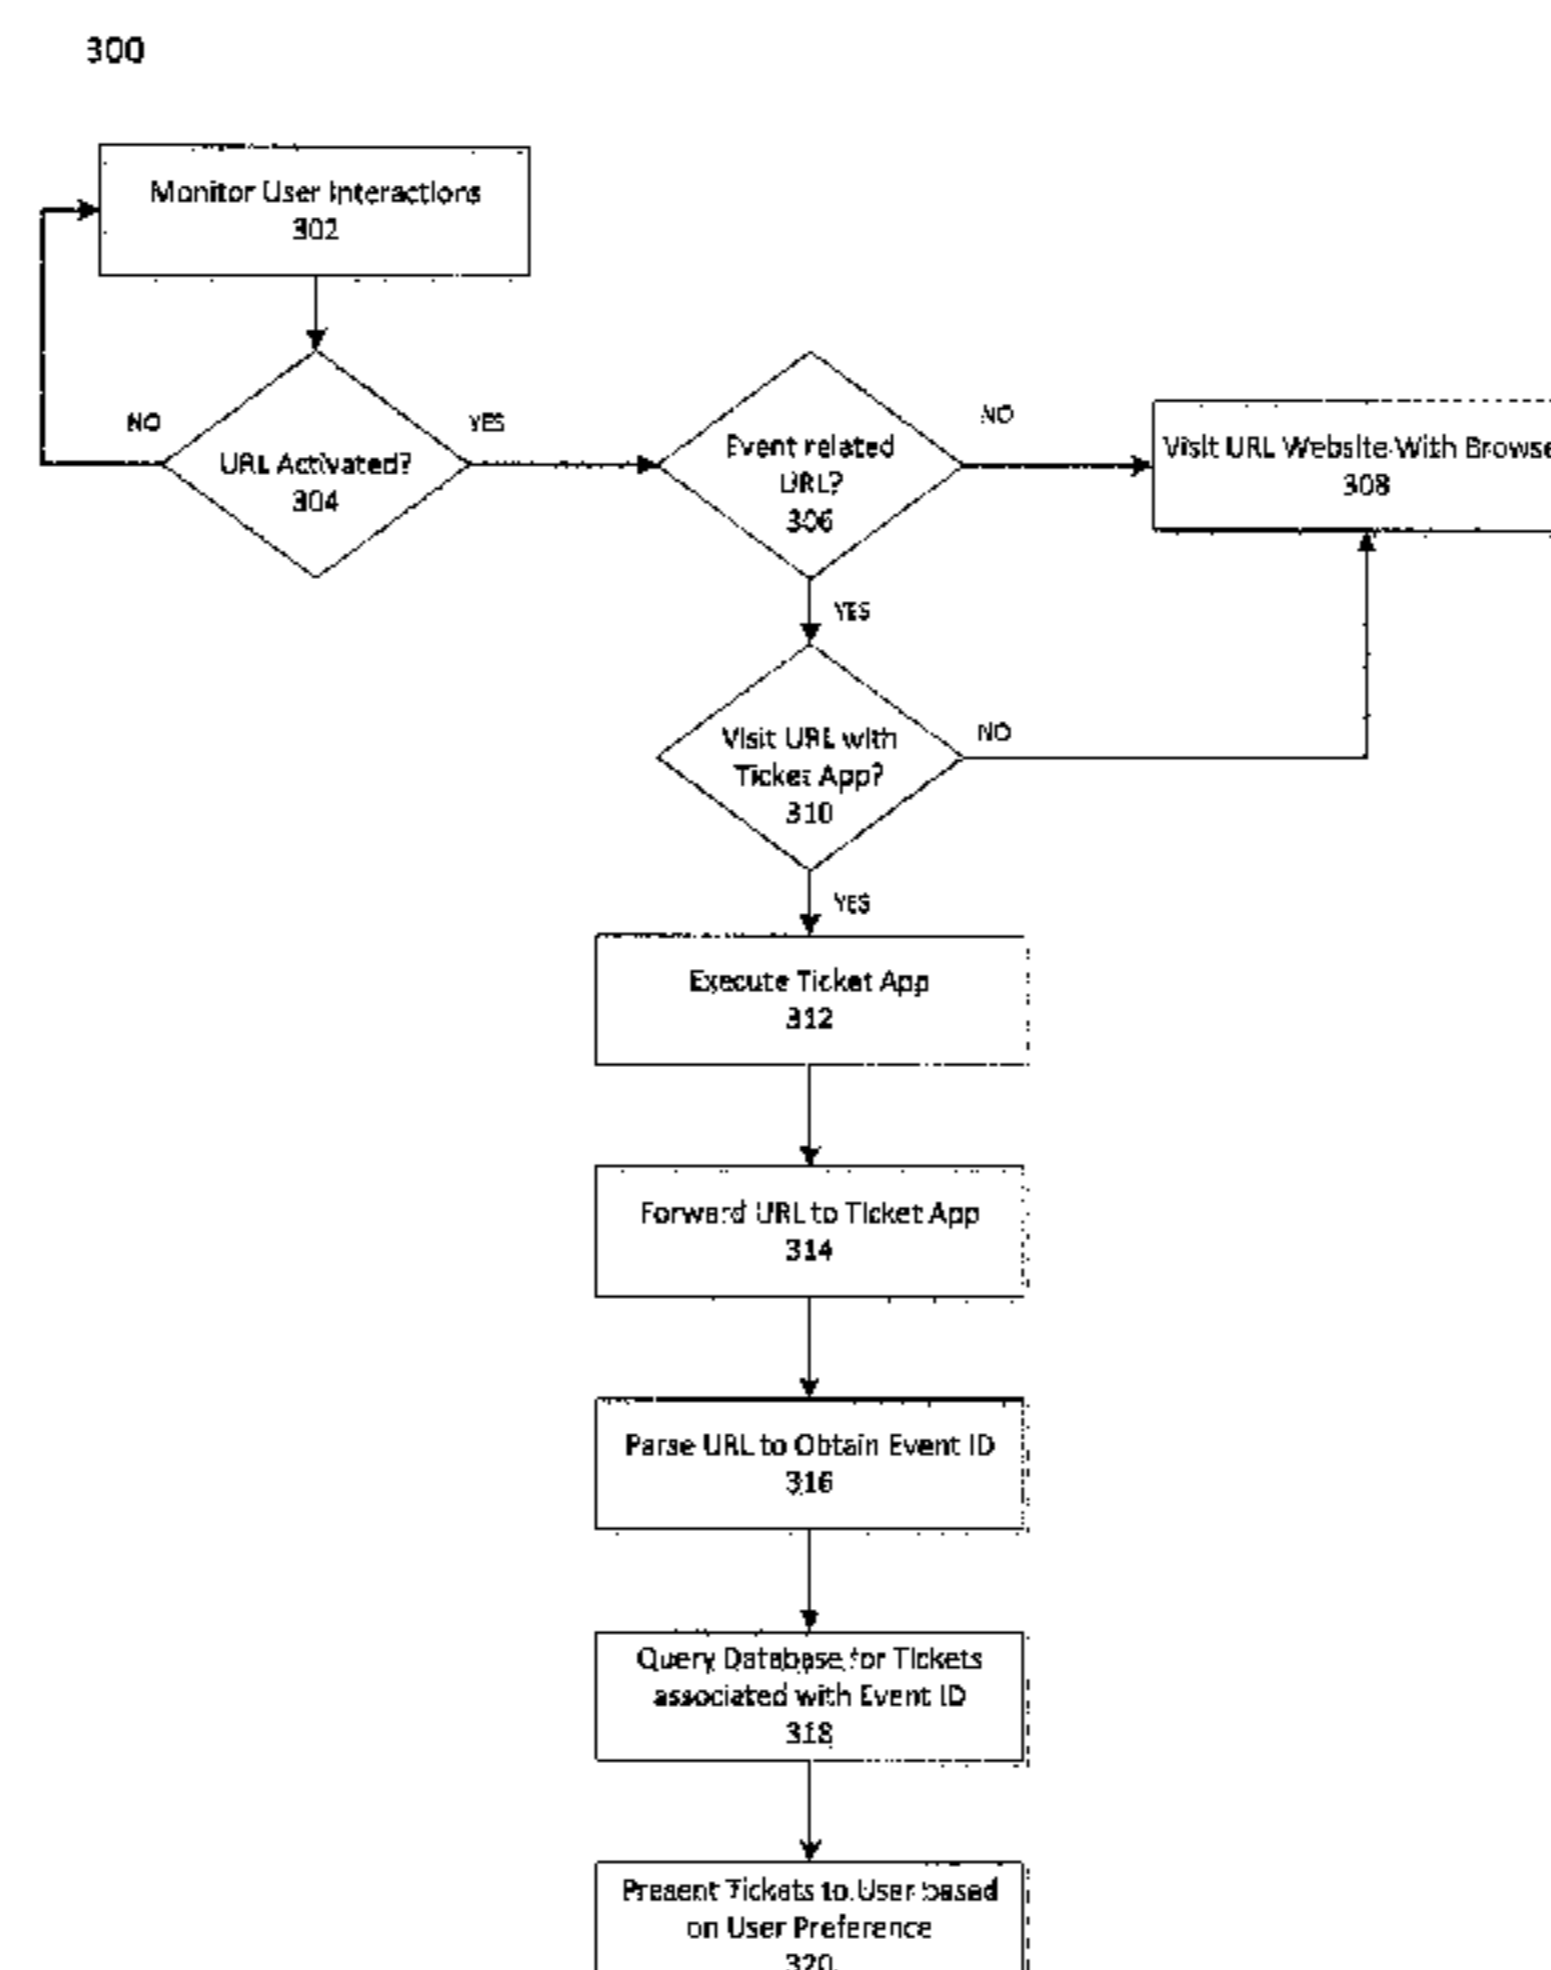 300
Monitor User Interactions
302
NO
URL Activated?
304
YES
Event related
URL?
306
NO
Visit URL Website With Browse
308
YES
Visit URL with
Ticket App?
310
NO
YES
Execute Ticket App
312
Forward URL to Ticket App
314
Parse URL to Obtain Event ID
316
Query Database for Tickets
associated with Event ID
318
Present Tickets to User based
on User Preference
320